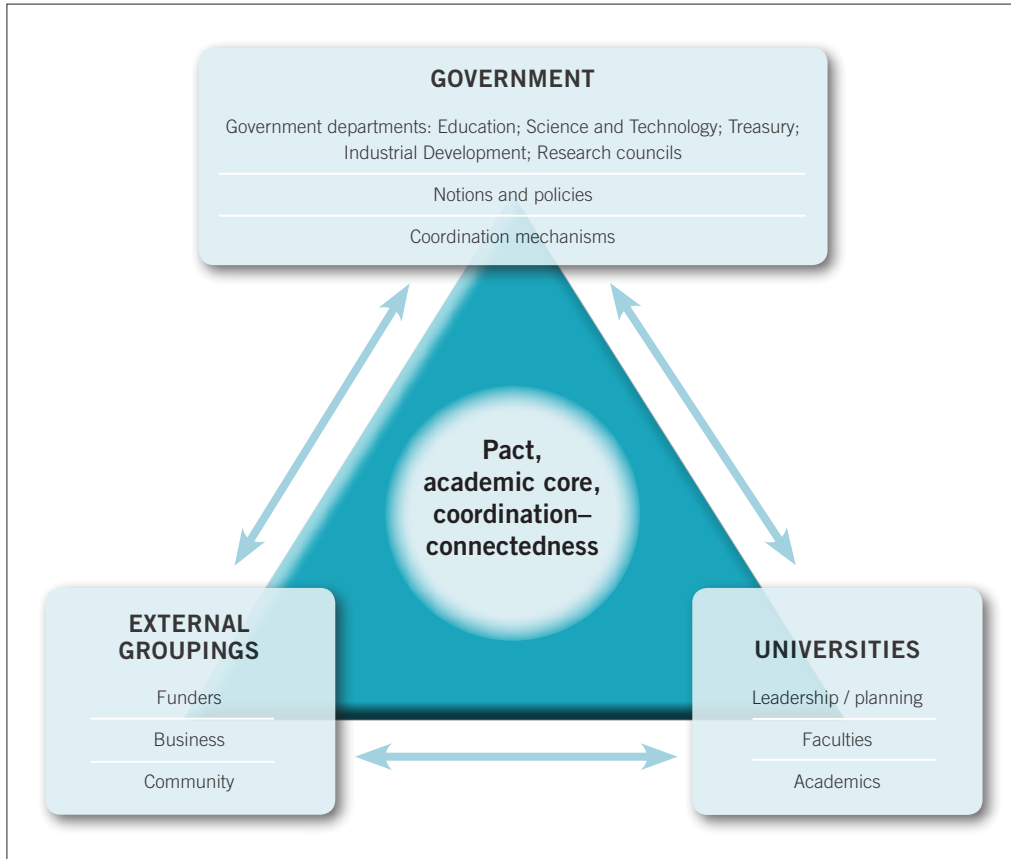 GOVERNMENT
Government departments: Education; Science and Technology; Treasury;
Industrial Development; Research councils
Notions and policies
Coordination mechanisms
Pact,
academic core,
coordination–
connectedness
EXTERNAL
GROUPINGS
Funders
Business
Community
UNIVERSITIES
Leadership / planning
Faculties
Academics